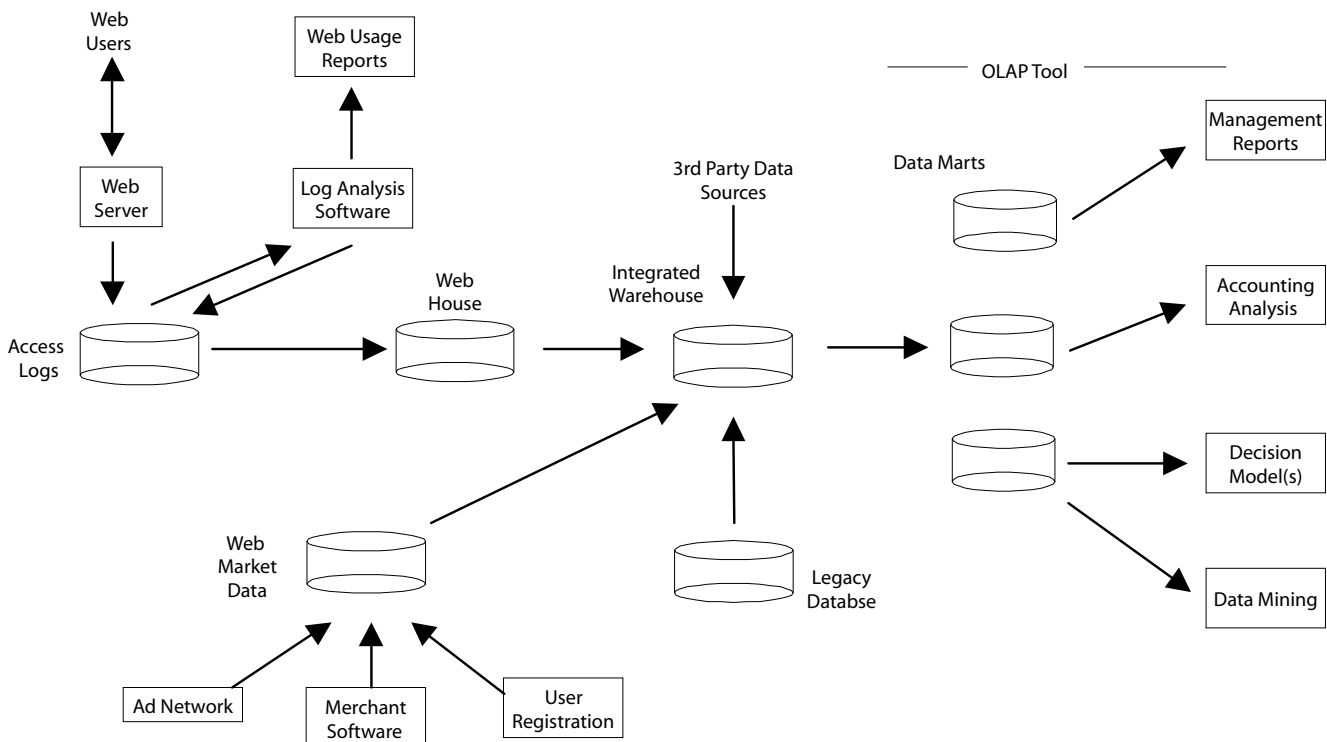 Web
Users
Web Usage
Reports
OLAP Tool
Management
Reports
Web
Server
Log Analysis
Software
3rd Party Data
Sources
Data Marts
Integrated
Warehouse
Web
House
Accounting
Analysis
Access
Logs
Decision
Model(s)
Web
Market
Data
Legacy
Databse
Data Mining
Ad Network
Merchant
Software
User
Registration